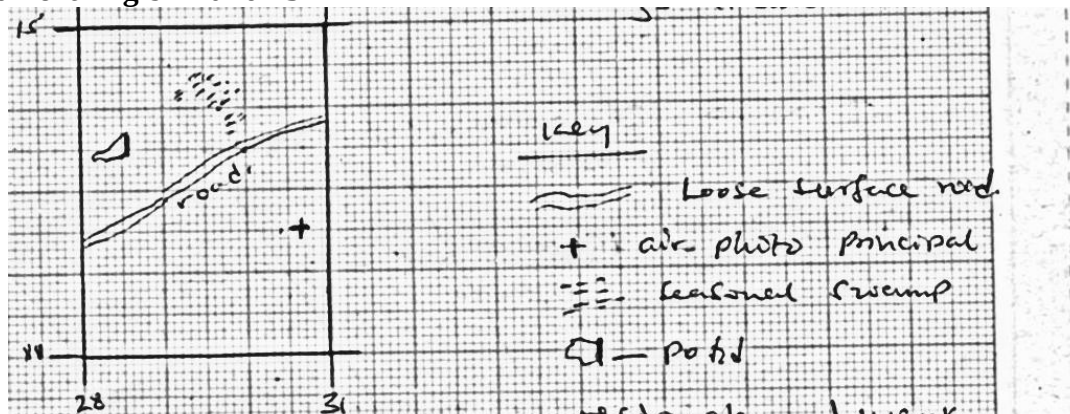 15
Key
Loose surface road
road
+ air photo principal
seasonal swamp
pond
28
31